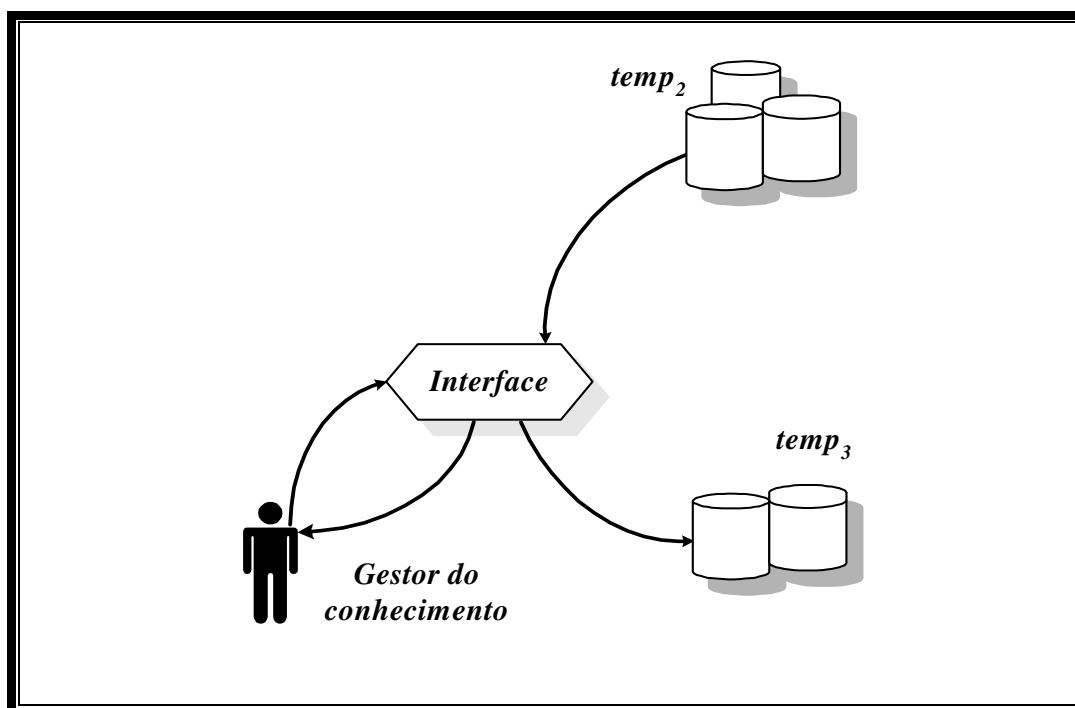 temp₂
Interface
temp₃
Gestor do
conhecimento